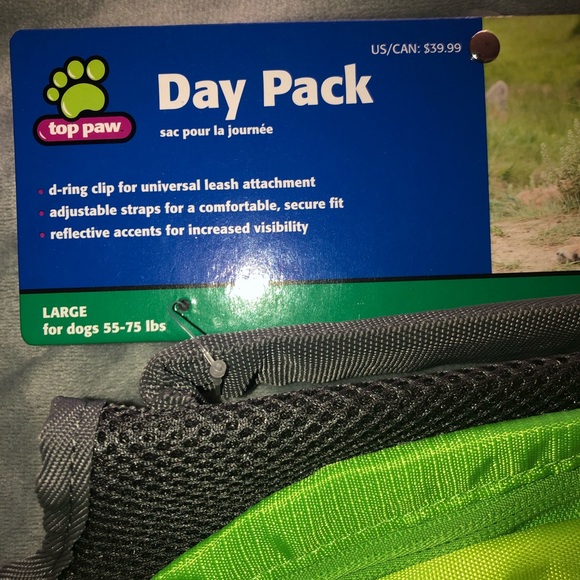 US/CAN: $39.99
top paw
Day Pack
sac pour la journée
• d-ring clip for universal leash attachment
• adjustable straps for a comfortable, secure fit
• reflective accents for increased visibility
LARGE
for dogs 55-75 lbs